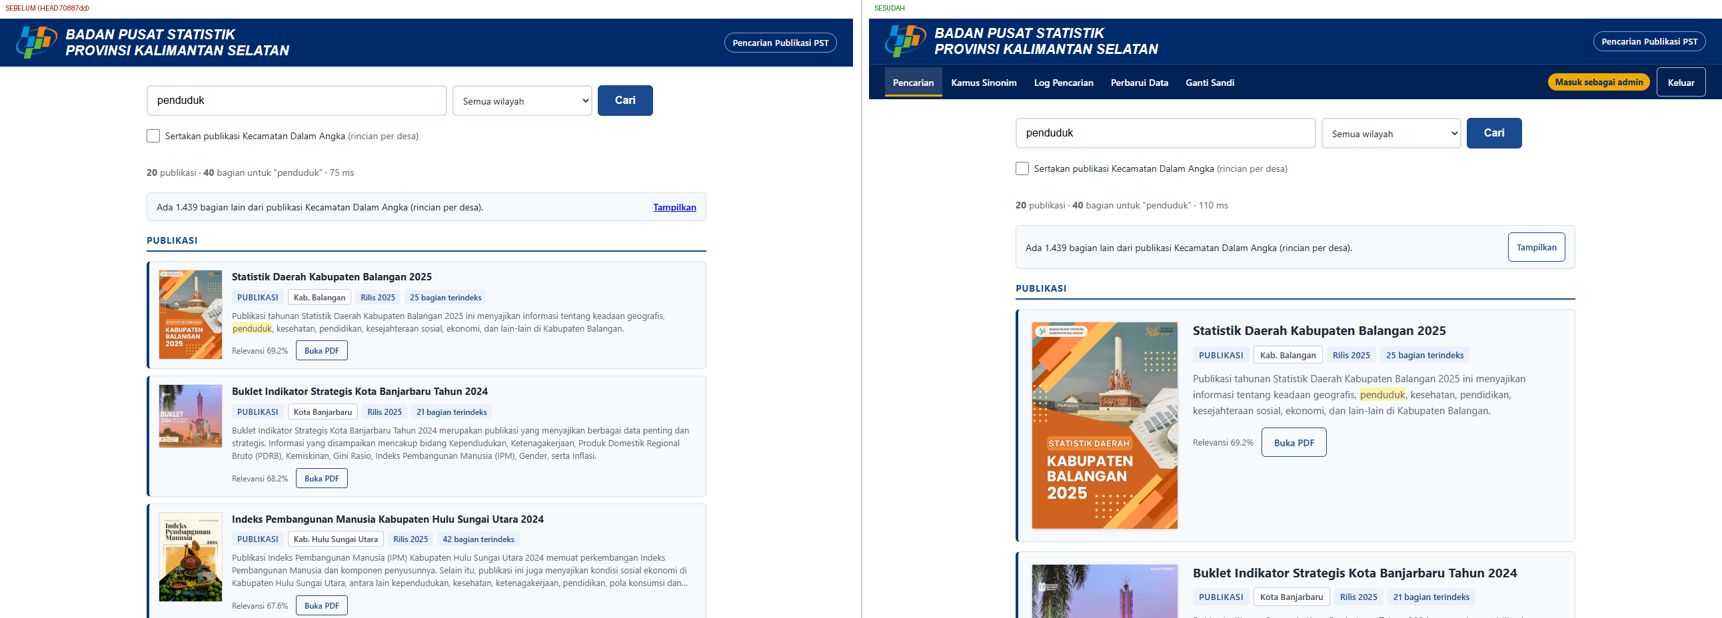 SEBELUM (HEAD70887dd)
BADAN PUSAT STATISTIK
PROVINSI KALIMANTAN SELATAN
Pencarian Publikasi PST
penduduk
Semua wilayah
Cari
Sertakan publikasi Kecamatan Dalam Angka (rincian per desa)
20 publikasi · 40 bagian untuk "penduduk" · 75 ms
Ada 1.439 bagian lain dari publikasi Kecamatan Dalam Angka (rincian per desa).
Tampilkan
PUBLIKASI
Statistik Daerah Kabupaten Balangan 2025
PUBLIKASI Kab. Balangan Rilis 2025 25 bagian terindeks
Publikasi tahunan Statistik Daerah Kabupaten Balangan 2025 ini menyajikan informasi tentang keadaan geografis,
penduduk, kesehatan, pendidikan, kesejahteraan sosial, ekonomi, dan lain-lain di Kabupaten Balangan.
Relevansi 69.2% Buka PDF
STATISTIK DAERAH
KABUPATEN
BALANGAN
2025
Buklet Indikator Strategis Kota Banjarbaru Tahun 2024
PUBLIKASI Kota Banjarbaru Rilis 2025 21 bagian terindeks
Buklet Indikator Strategis Kota Banjarbaru Tahun 2024 merupakan publikasi yang menyajikan berbagai data penting dan
strategis. Informasi yang disampaikan mencakup bidang Kependudukan, Ketenagakerjaan, Produk Domestik Regional
Bruto (PDRB), Kemiskinan, Gini Rasio, Indeks Pembangunan Manusia (IPM), Gender, serta Inflasi.
Relevansi 68.2% Buka PDF
BUKLET
Indeks Pembangunan Manusia Kabupaten Hulu Sungai Utara 2024
PUBLIKASI Kab. Hulu Sungai Utara Rilis 2025 42 bagian terindeks
Publikasi Indeks Pembangunan Manusia (IPM) Kabupaten Hulu Sungai Utara 2024 memuat perkembangan Indeks
Pembangunan Manusia dan komponen penyusunnya. Selain itu, publikasi ini juga menyajikan kondisi sosial ekonomi di
Kabupaten Hulu Sungai Utara, antara lain kependudukan, kesehatan, ketenagakerjaan, pendidikan, pola konsumsi dan...
Relevansi 67.6% Buka PDF
Indeks
Pembangunan
Manusia
2024
SESUDAH
BADAN PUSAT STATISTIK
PROVINSI KALIMANTAN SELATAN
Pencarian Publikasi PST
Pencarian Kamus Sinonim Log Pencarian Perbarui Data Ganti Sandi
Masuk sebagai admin Keluar
penduduk
Semua wilayah
Cari
Sertakan publikasi Kecamatan Dalam Angka (rincian per desa)
20 publikasi · 40 bagian untuk "penduduk" · 110 ms
Ada 1.439 bagian lain dari publikasi Kecamatan Dalam Angka (rincian per desa).
Tampilkan
PUBLIKASI
Statistik Daerah Kabupaten Balangan 2025
PUBLIKASI Kab. Balangan Rilis 2025 25 bagian terindeks
Publikasi tahunan Statistik Daerah Kabupaten Balangan 2025 ini menyajikan
informasi tentang keadaan geografis, penduduk, kesehatan, pendidikan,
kesejahteraan sosial, ekonomi, dan lain-lain di Kabupaten Balangan.
Relevansi 69.2% Buka PDF
STATISTIK DAERAH
KABUPATEN
BALANGAN
2025
Buklet Indikator Strategis Kota Banjarbaru Tahun 2024
PUBLIKASI Kota Banjarbaru Rilis 2025 21 bagian terindeks